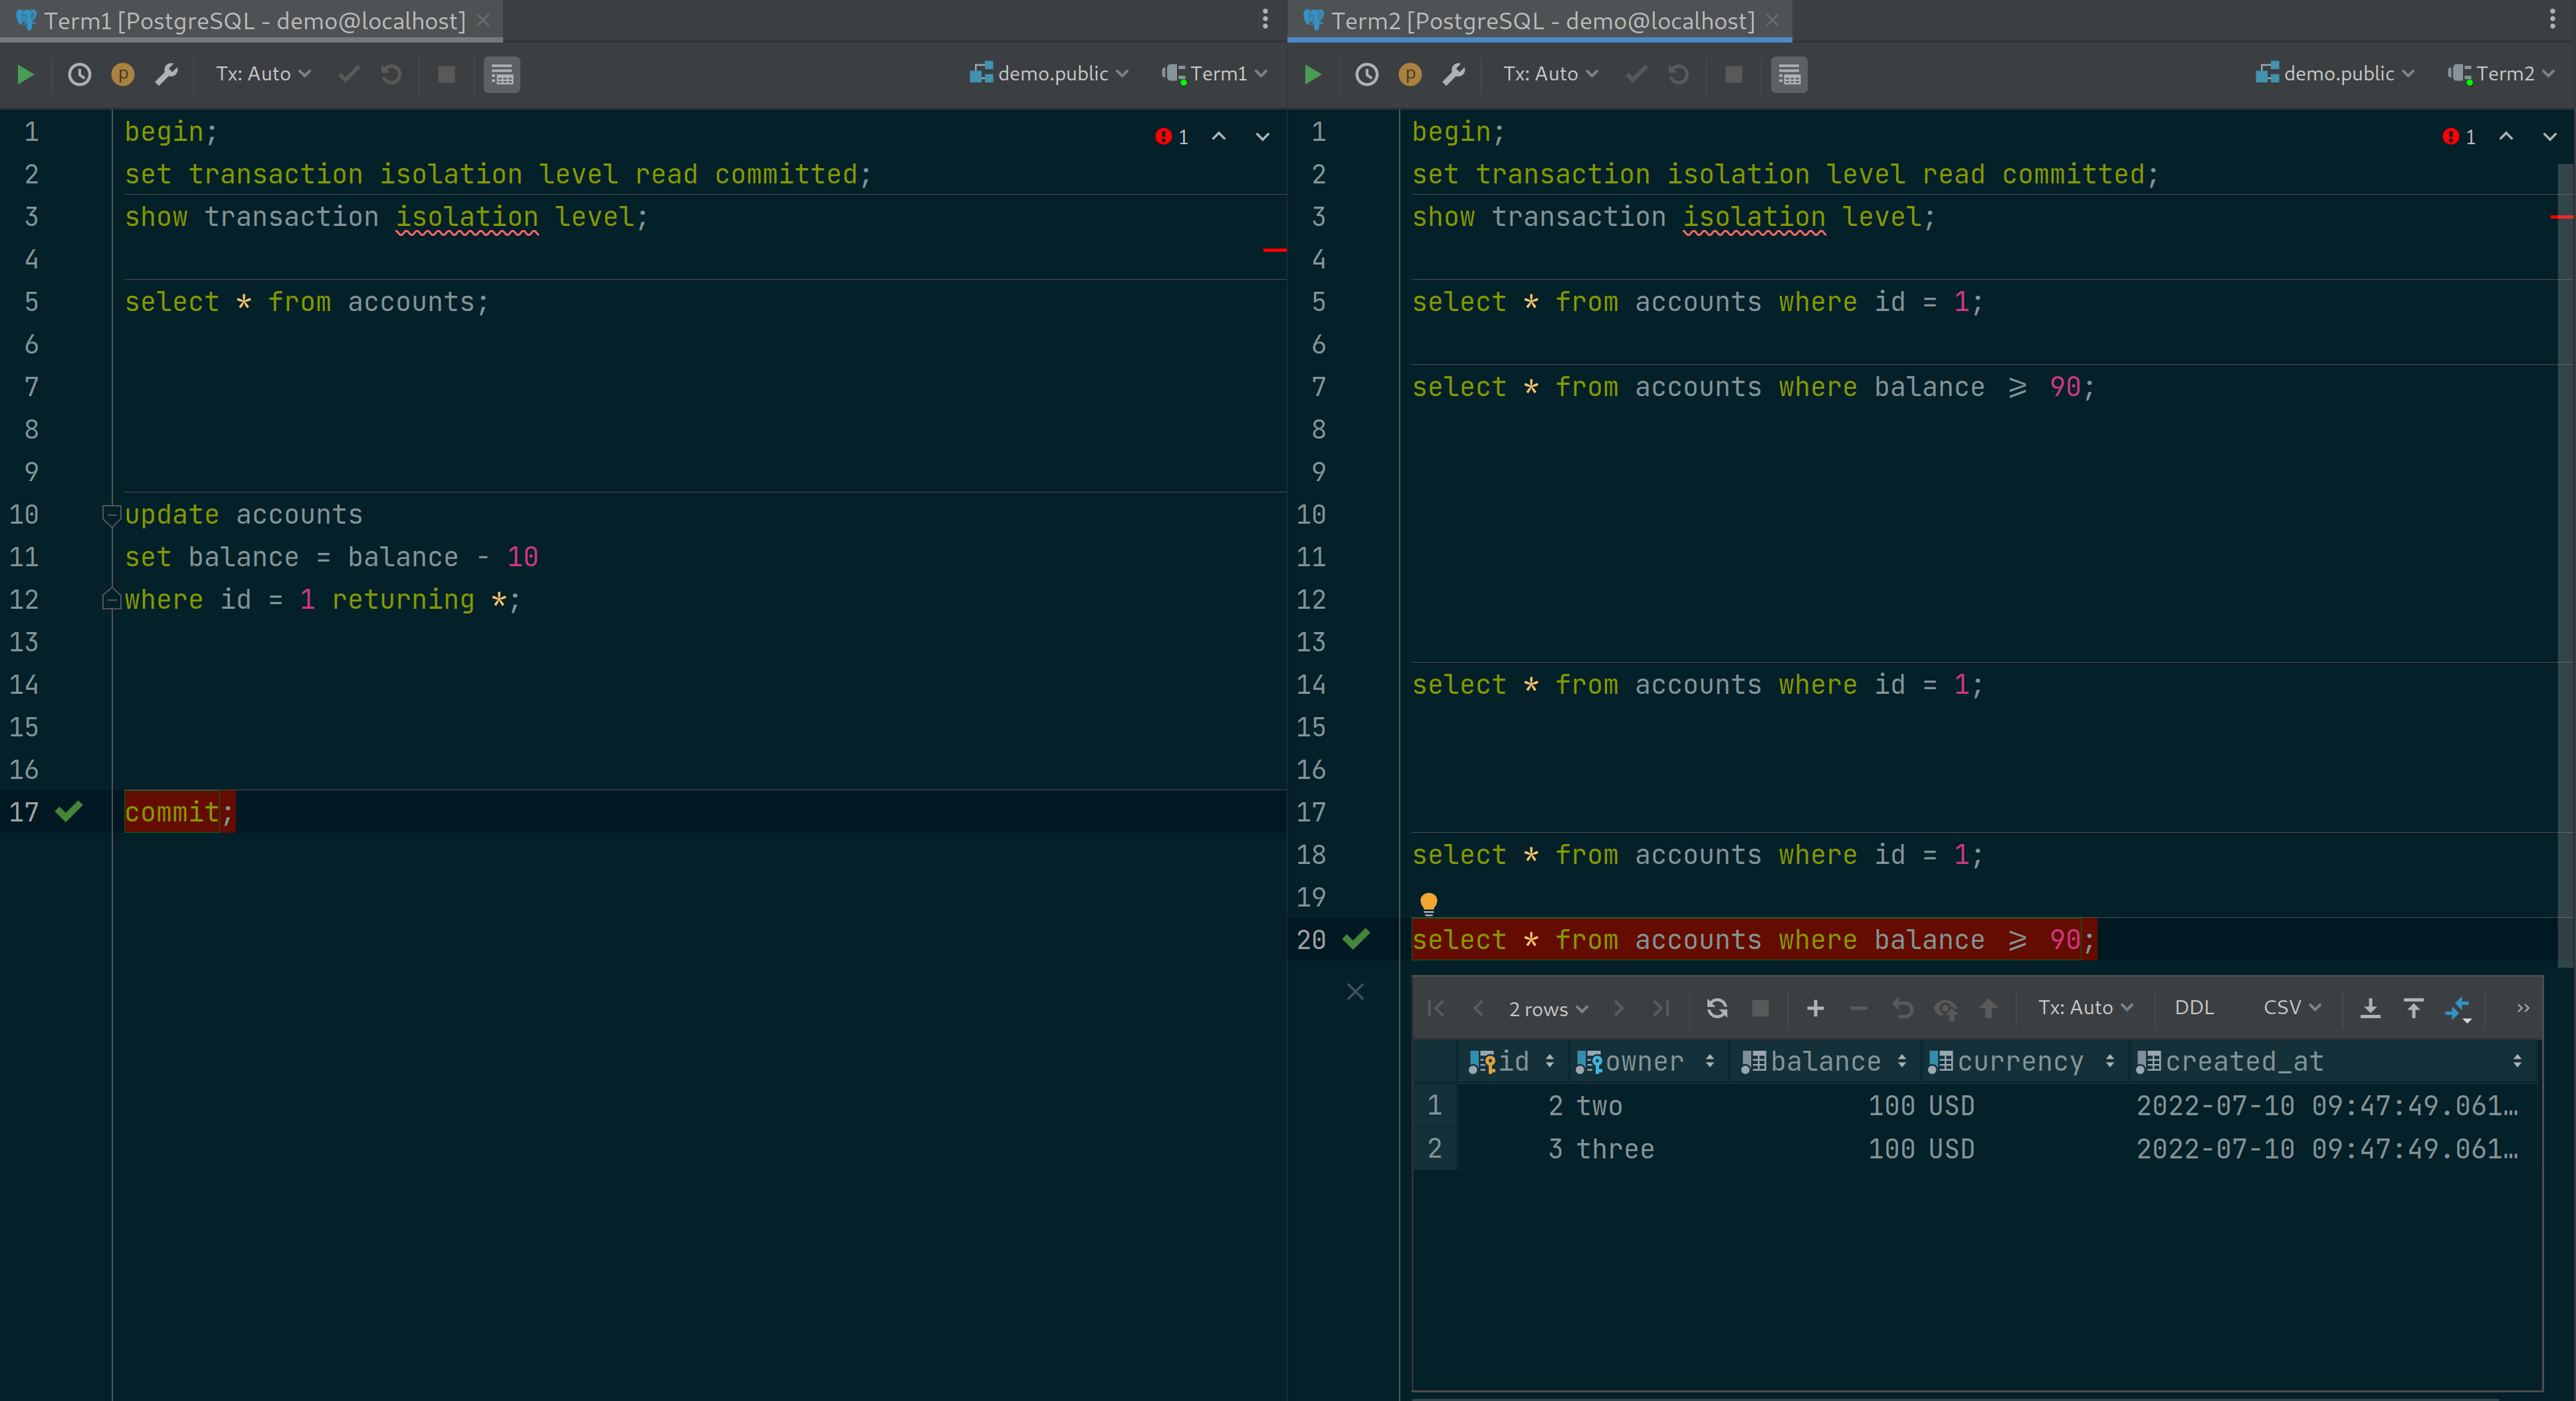 Term1 [PostgreSQL - demo@localhost]
Tx: Auto
demo.public
Term1
1 begin;
1
2 set transaction isolation level read committed;
3 show transaction isolation level;
4
5 select * from accounts;
6
7
8
9
10 update accounts
11 set balance = balance - 10
12 where id = 1 returning *;
13
14
15
16
17 commit;
Term2 [PostgreSQL - demo@localhost]
Tx: Auto
demo.public
Term2
1 begin;
1
2 set transaction isolation level read committed;
3 show transaction isolation level;
4
5 select * from accounts where id = 1;
6
7 select * from accounts where balance ⩾ 90;
8
9
10
11
12
13
14 select * from accounts where id = 1;
15
16
17
18 select * from accounts where id = 1;
19
20 select * from accounts where balance ⩾ 90;
2 rows
Tx: Auto
DDL
CSV
id owner balance currency created_at
1 2 two 100 USD 2022-07-10 09:47:49.061…
2 3 three 100 USD 2022-07-10 09:47:49.061…